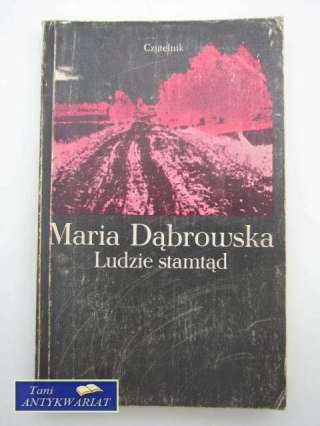 Czytelnik
Maria Dąbrowska
Ludzie stamtąd
Tani
ANTYKWARIAT